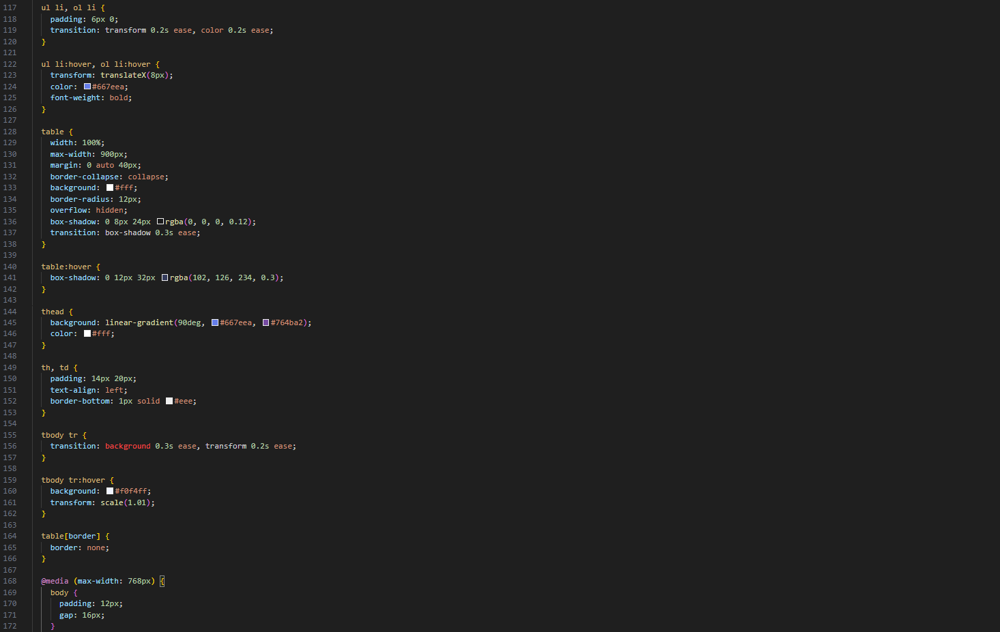 117 ul li, ol li {
118 padding: 6px 0;
119 transition: transform 0.2s ease, color 0.2s ease;
120 }
121
122 ul li:hover, ol li:hover {
123 transform: translateX(8px);
124 color: #667eea;
125 font-weight: bold;
126 }
127
128 table {
129 width: 100%;
130 max-width: 900px;
131 margin: 0 auto 40px;
132 border-collapse: collapse;
133 background: #fff;
134 border-radius: 12px;
135 overflow: hidden;
136 box-shadow: 0 8px 24px rgba(0, 0, 0, 0.12);
137 transition: box-shadow 0.3s ease;
138 }
139
140 table:hover {
141 box-shadow: 0 12px 32px rgba(102, 126, 234, 0.3);
142 }
143
144 thead {
145 background: linear-gradient(90deg, #667eea, #764ba2);
146 color: #fff;
147 }
148
149 th, td {
150 padding: 14px 20px;
151 text-align: left;
152 border-bottom: 1px solid #eee;
153 }
154
155 tbody tr {
156 transition: background 0.3s ease, transform 0.2s ease;
157 }
158
159 tbody tr:hover {
160 background: #f0f4ff;
161 transform: scale(1.01);
162 }
163
164 table[border] {
165 border: none;
166 }
167
168 @media (max-width: 768px) {
169 body {
170 padding: 12px;
171 gap: 16px;
172 }